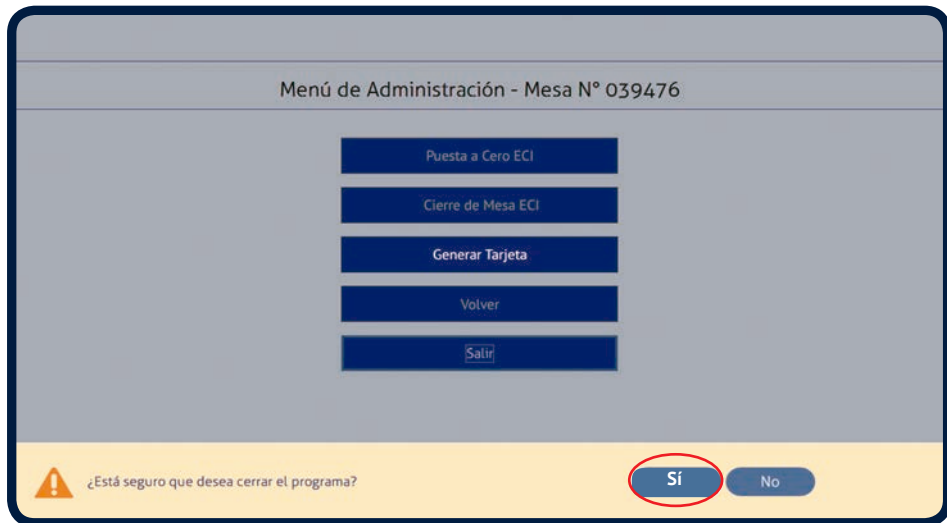 Menú de Administración - Mesa N° 039476
Puesta a Cero ECI
Cierre de Mesa ECI
Generar Tarjeta
Volver
Salir
¿Está seguro que desea cerrar el programa?
Sí
No